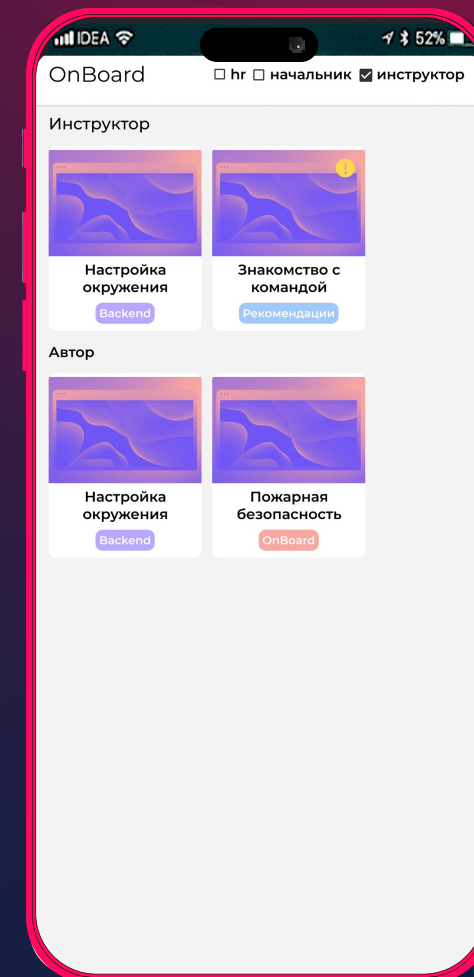 IDEA 52%
OnBoard hr начальник инструктор
Инструктор
Настройка
окружения
Backend
Знакомство с
командой
Рекомендации
Автор
Настройка
окружения
Backend
Пожарная
безопасность
OnBoard